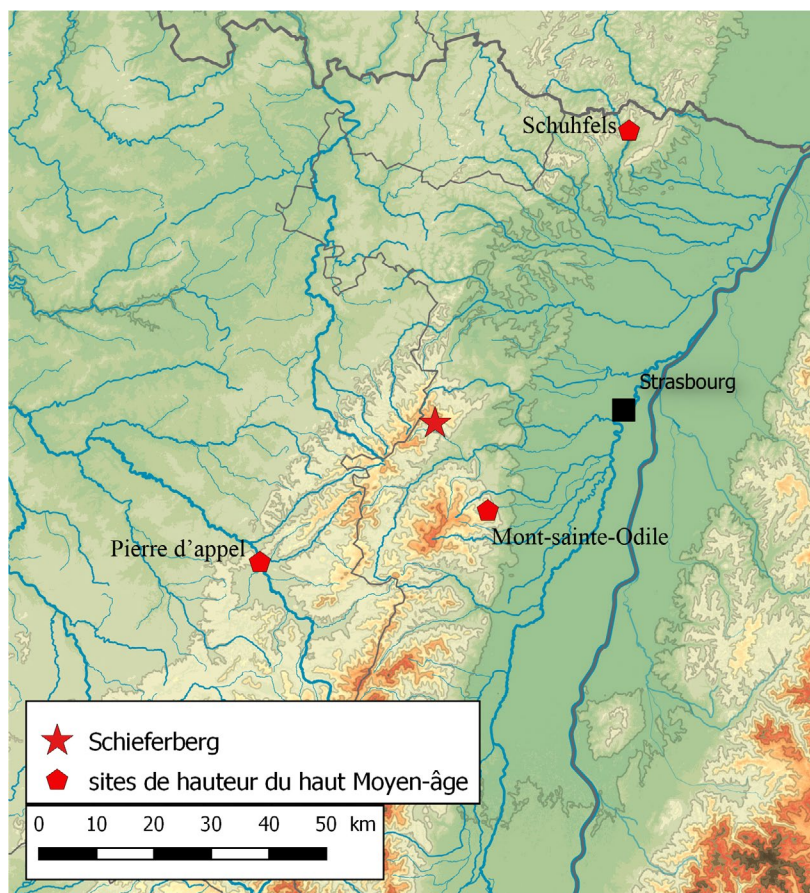 Schuhfels
Strasbourg
Pierre d'appel
Mont-sainte-Odile
Schieferberg
sites de hauteur du haut Moyen-âge
0 10 20 30 40 50 km